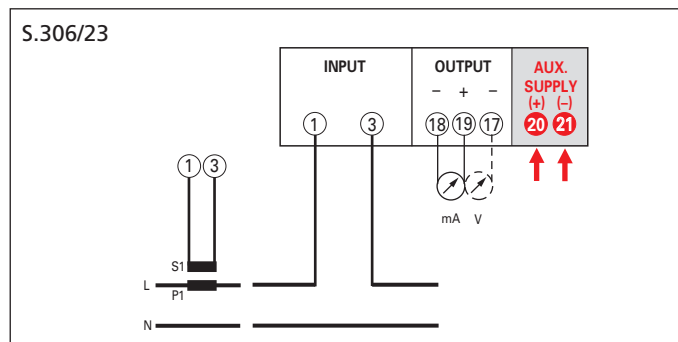 S.306/23
INPUT
OUTPUT
AUX.
SUPPLY
– + –
(+) (–)
1 3
18 19 17
20 21
1 3
mA V
S1
L
P1
N